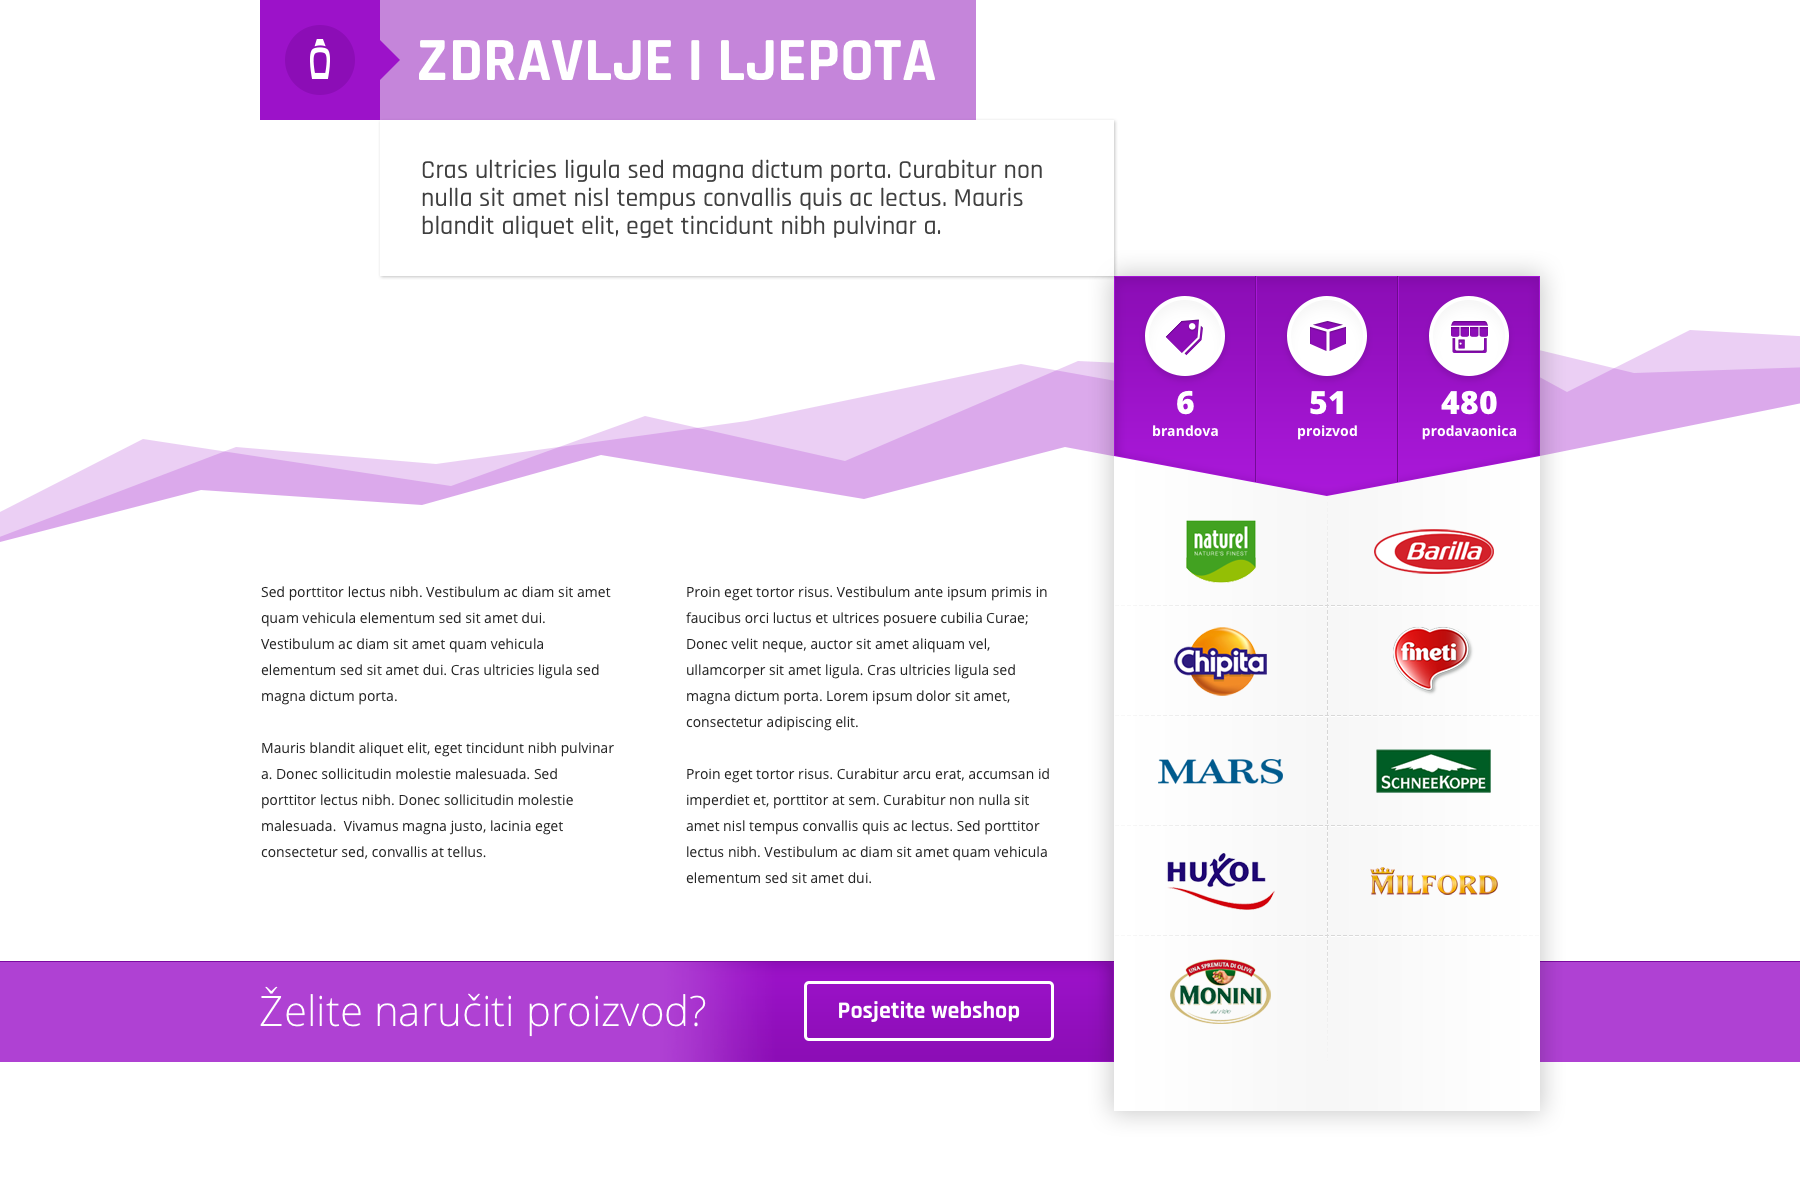 ZDRAVLJE I LJEPOTA
Cras ultricies ligula sed magna dictum porta. Curabitur non
nulla sit amet nisl tempus convallis quis ac lectus. Mauris
blandit aliquet elit, eget tincidunt nibh pulvinar a.
6
brandova
51
proizvod
480
prodavaonica
Sed porttitor lectus nibh. Vestibulum ac diam sit amet
quam vehicula elementum sed sit amet dui.
Vestibulum ac diam sit amet quam vehicula
elementum sed sit amet dui. Cras ultricies ligula sed
magna dictum porta.
Mauris blandit aliquet elit, eget tincidunt nibh pulvinar
a. Donec sollicitudin molestie malesuada. Sed
porttitor lectus nibh. Donec sollicitudin molestie
malesuada.  Vivamus magna justo, lacinia eget
consectetur sed, convallis at tellus.
Proin eget tortor risus. Vestibulum ante ipsum primis in
faucibus orci luctus et ultrices posuere cubilia Curae;
Donec velit neque, auctor sit amet aliquam vel,
ullamcorper sit amet ligula. Cras ultricies ligula sed
magna dictum porta. Lorem ipsum dolor sit amet,
consectetur adipiscing elit.
Proin eget tortor risus. Curabitur arcu erat, accumsan id
imperdiet et, porttitor at sem. Curabitur non nulla sit
amet nisl tempus convallis quis ac lectus. Sed porttitor
lectus nibh. Vestibulum ac diam sit amet quam vehicula
elementum sed sit amet dui.
naturel
NATURE'S FINEST
Barilla
Chipita
fineti
MARS
SCHNEEKOPPE
HUXOL
MILFORD
UNA SPREMUTA DI OLIVE
MONINI
dal 1920
Želite naručiti proizvod?
Posjetite webshop